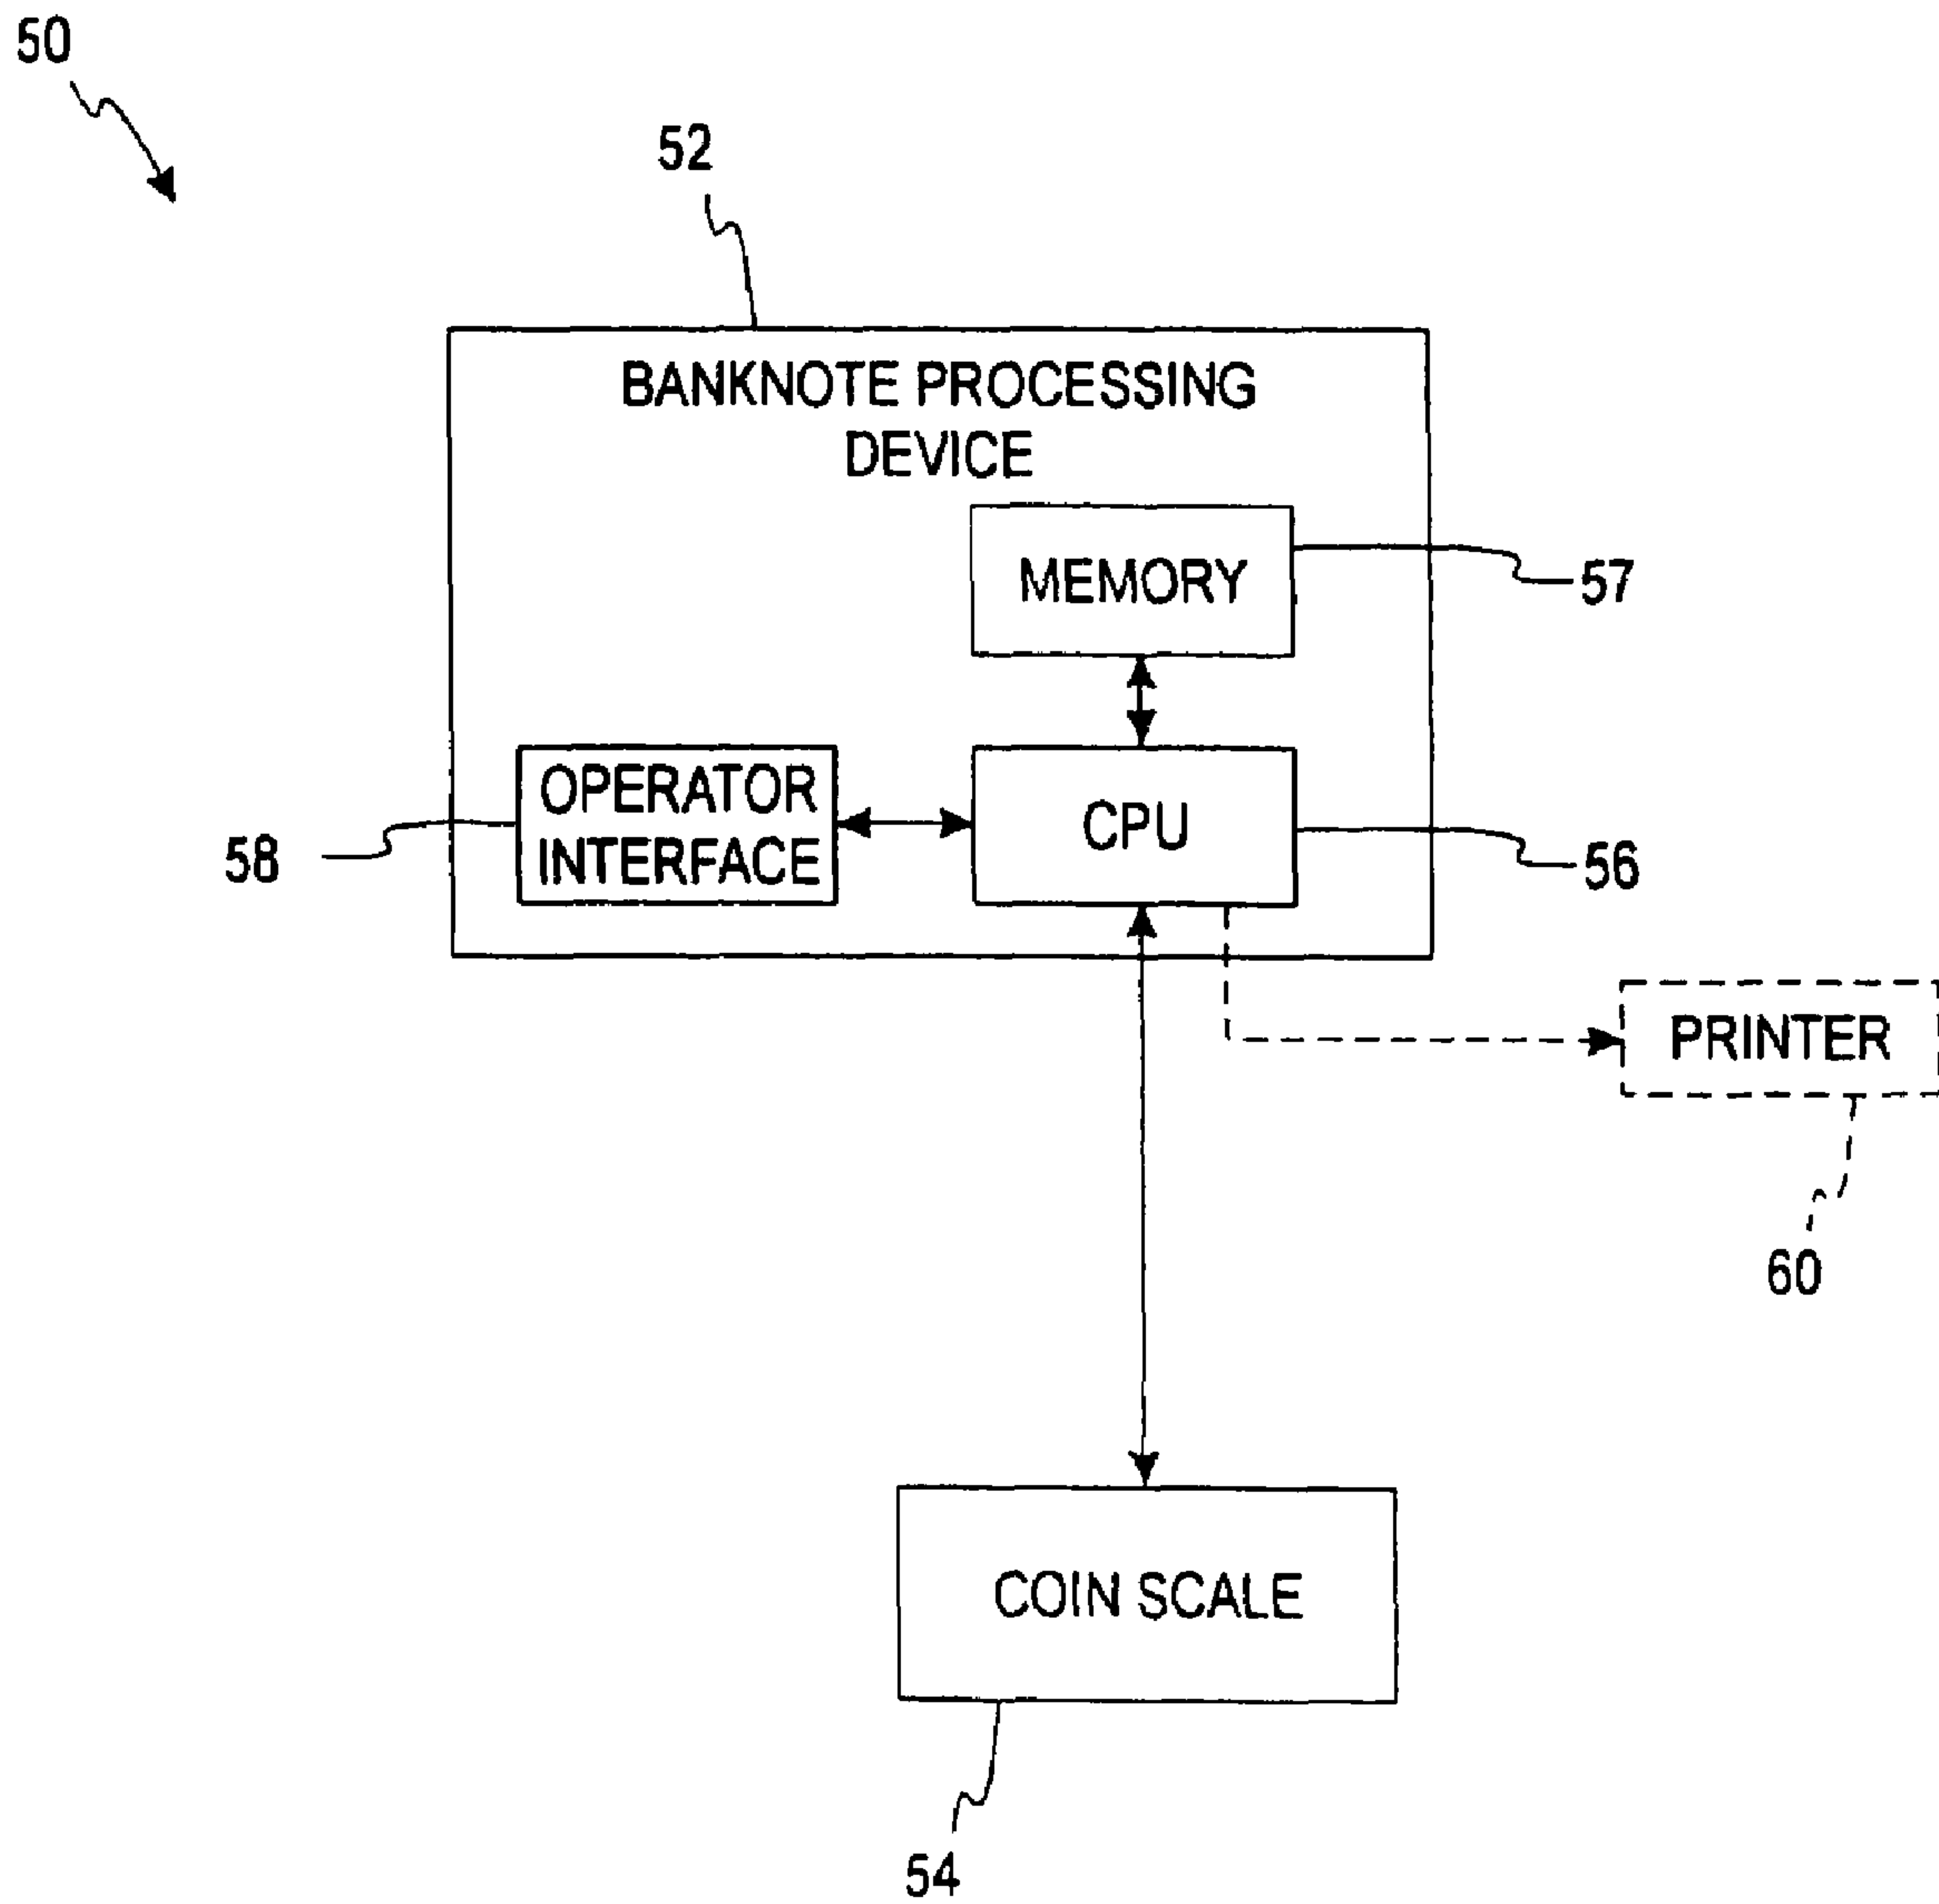 50
52
BANKNOTE PROCESSING
DEVICE
MEMORY
57
OPERATOR
INTERFACE
CPU
58
56
PRINTER
60
COIN SCALE
54